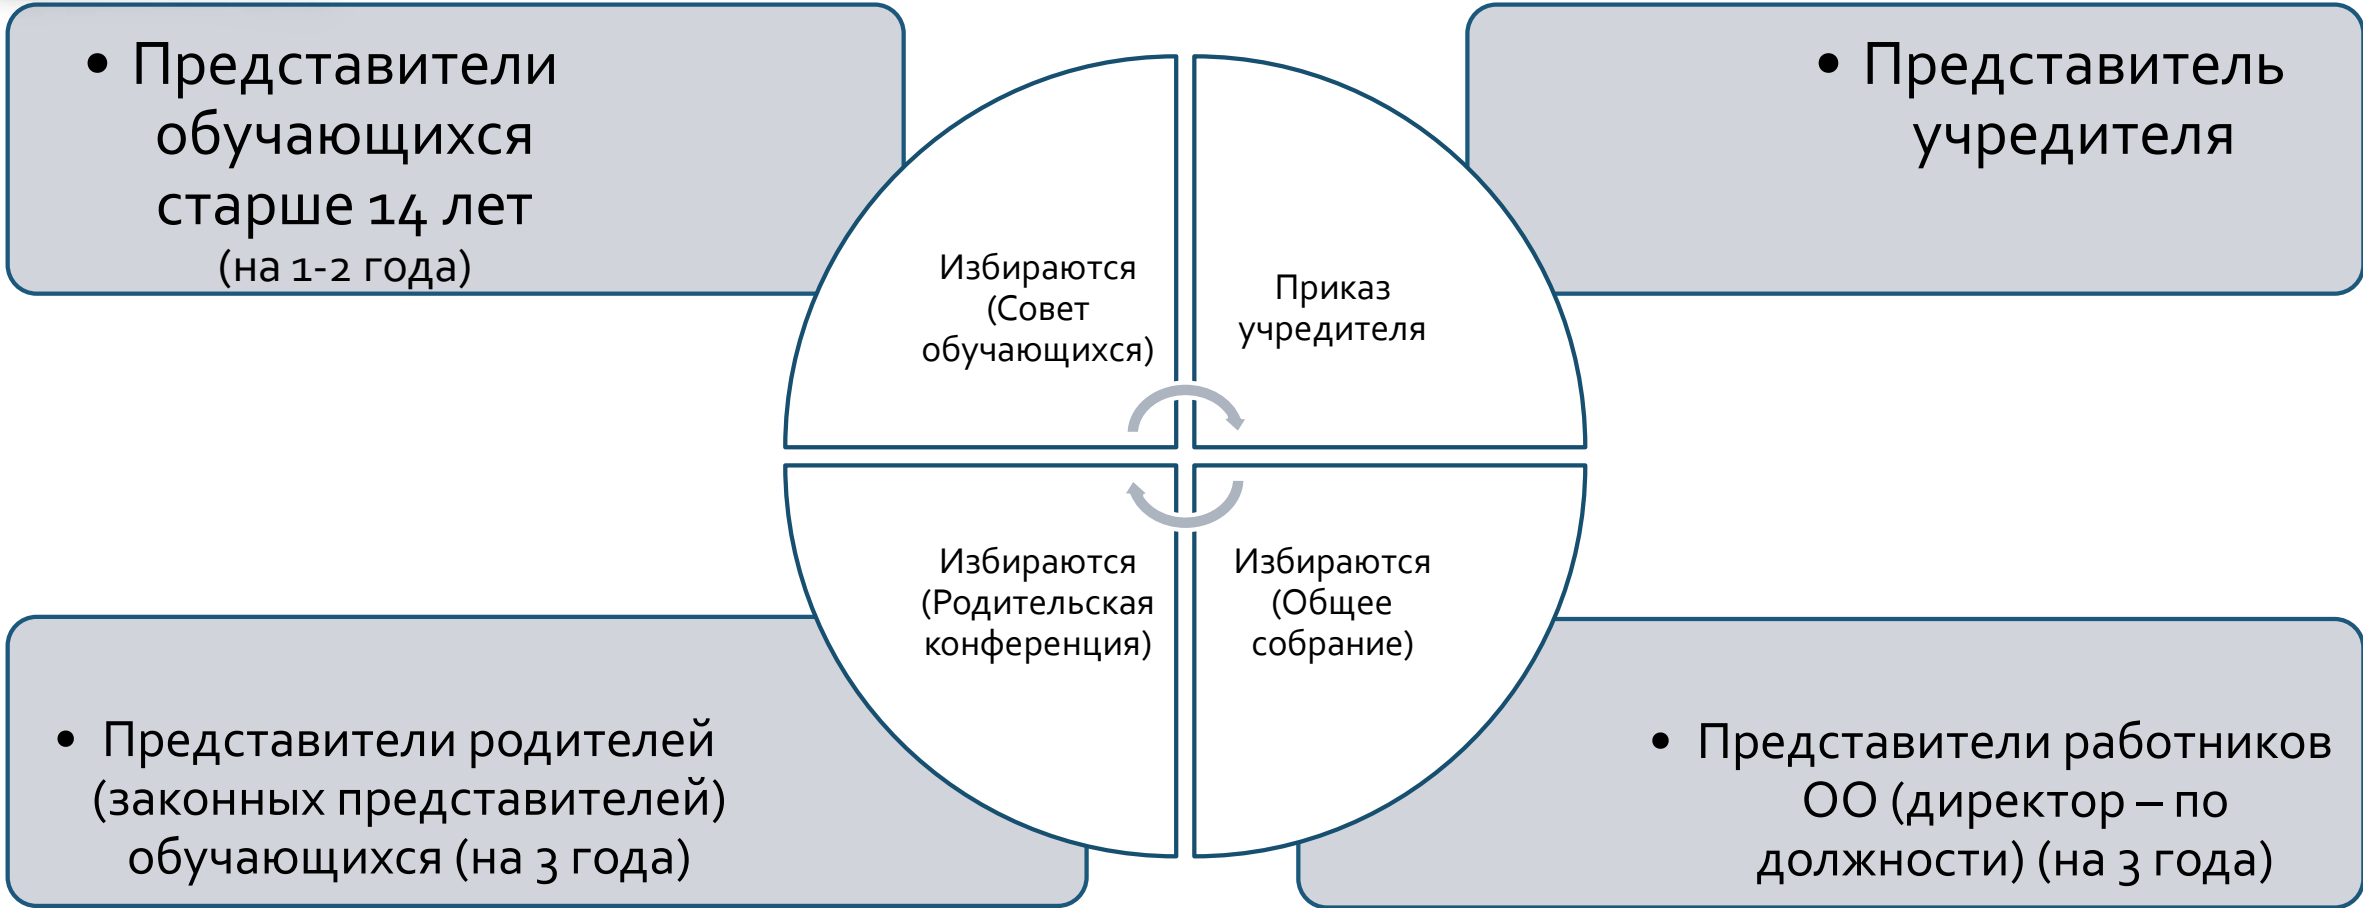 • Представители
обучающихся
старше 14 лет
(на 1-2 года)
• Представитель
учредителя
Избираются
(Совет
обучающихся)
Приказ
учредителя
Избираются
(Родительская
конференция)
Избираются
(Общее
собрание)
• Представители родителей
(законных представителей)
обучающихся (на 3 года)
• Представители работников
ОО (директор – по
должности) (на 3 года)